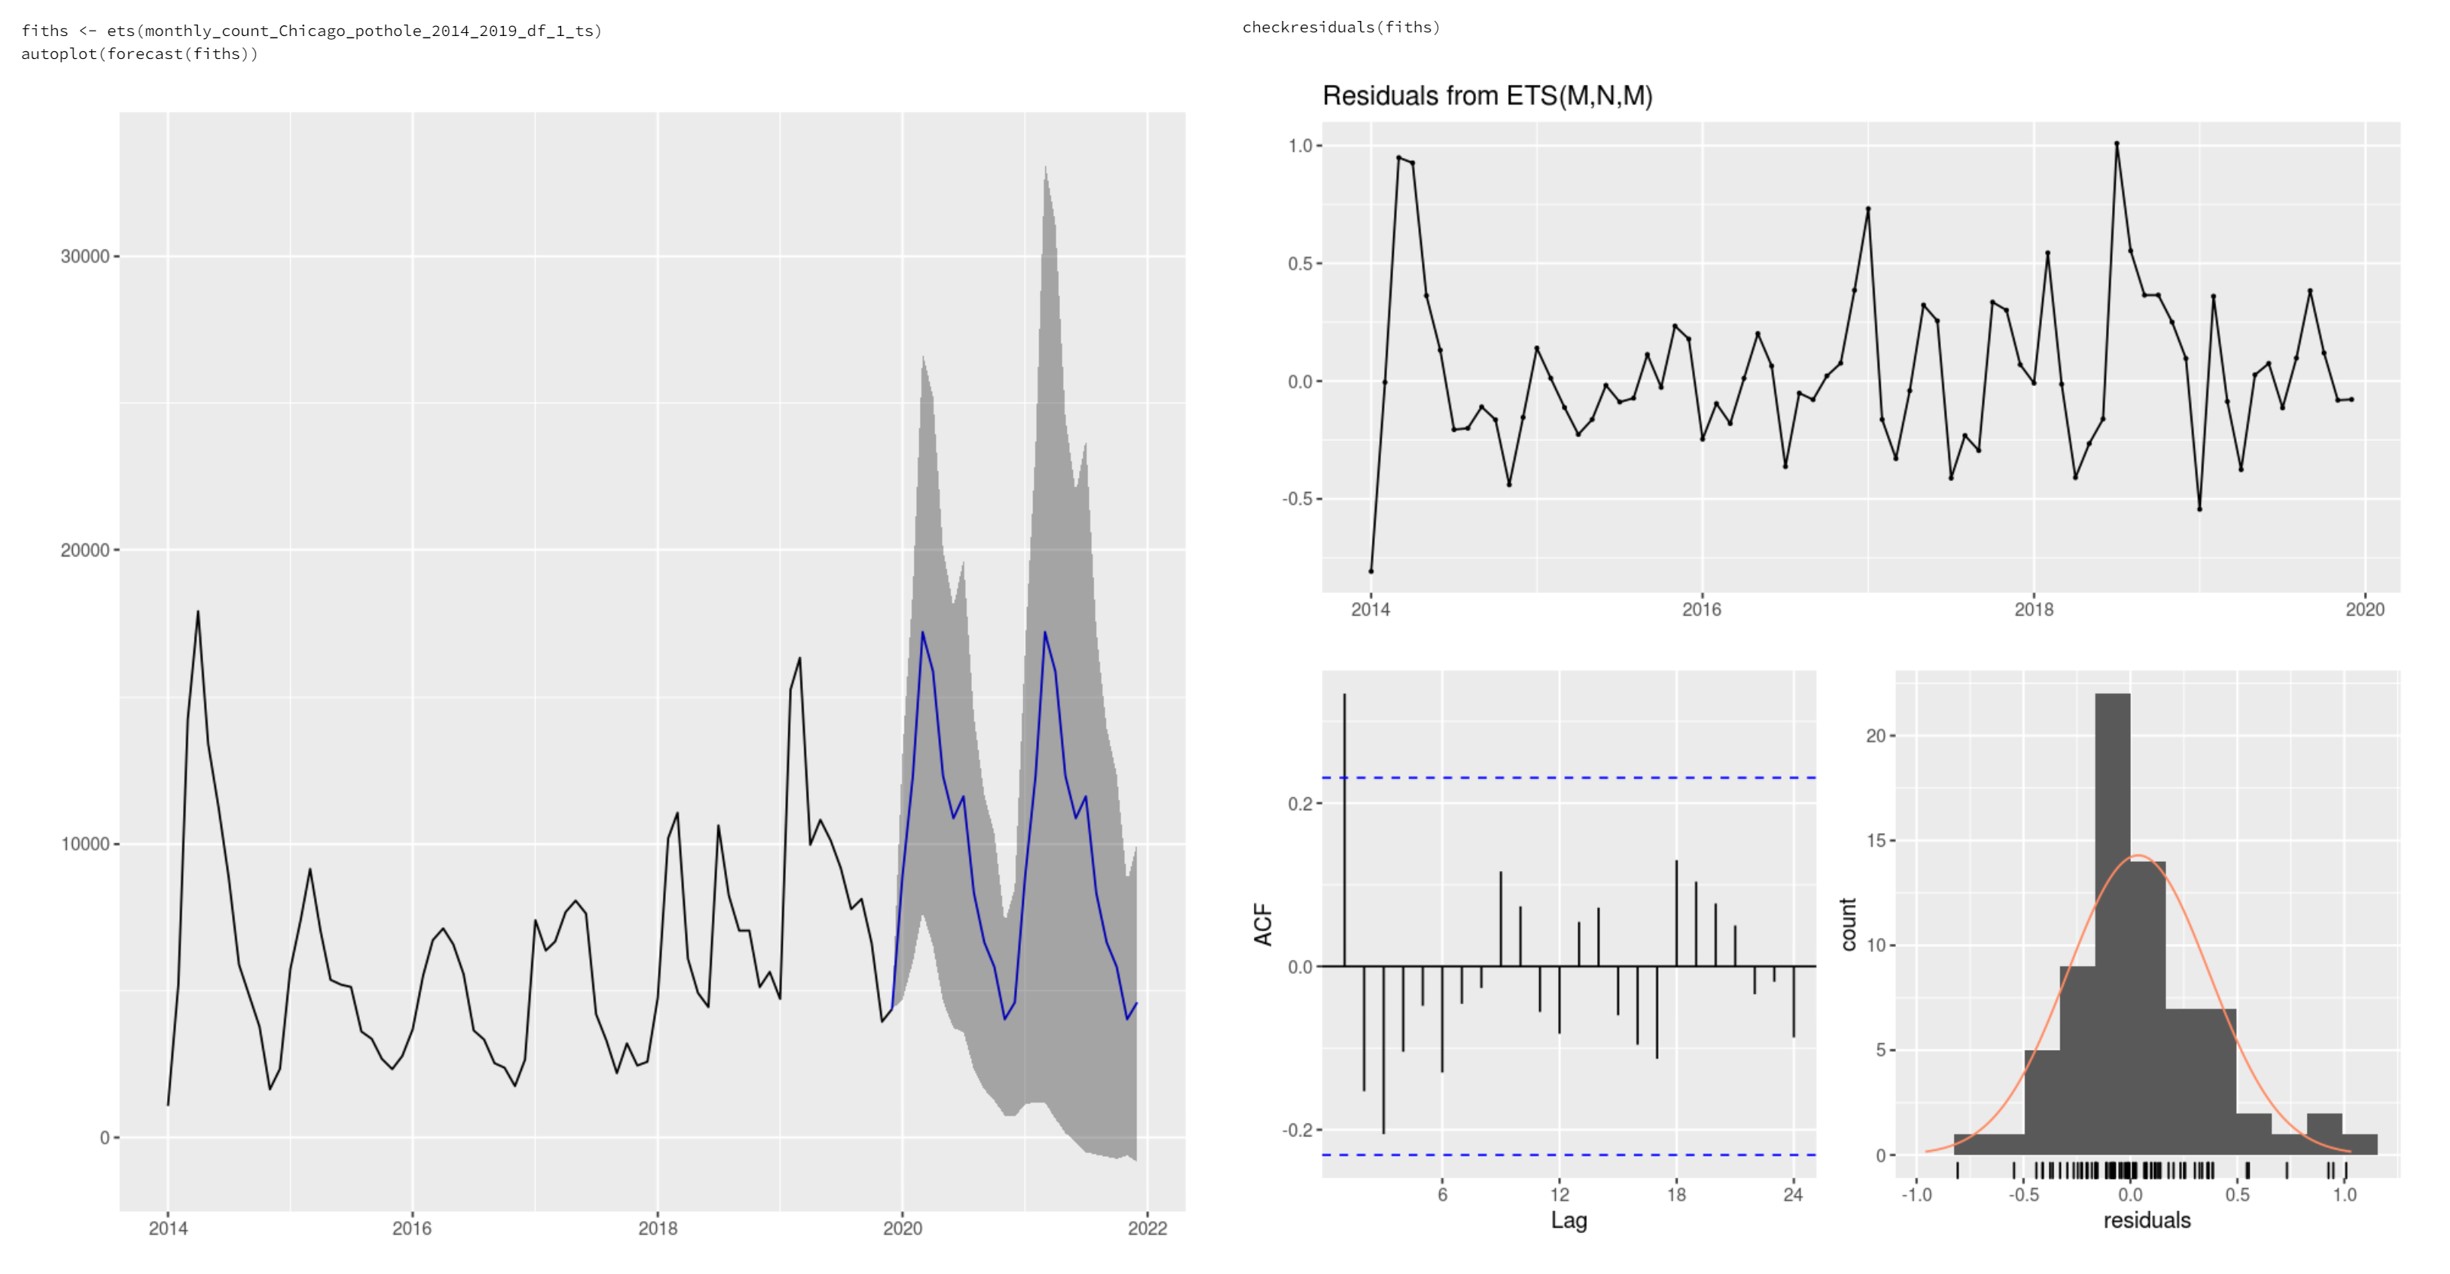 fiths <- ets(monthly_count_Chicago_pothole_2014_2019_df_1_ts)
autoplot(forecast(fiths))
30000
20000
10000
0
2014 2016 2018 2020 2022
checkresiduals(fiths)
Residuals from ETS(M,N,M)
1.0
0.5
0.0
-0.5
2014 2016 2018 2020
ACF
0.2
0.0
-0.2
6 12 18 24
Lag
count
20
15
10
5
0
-1.0 -0.5 0.0 0.5 1.0
residuals